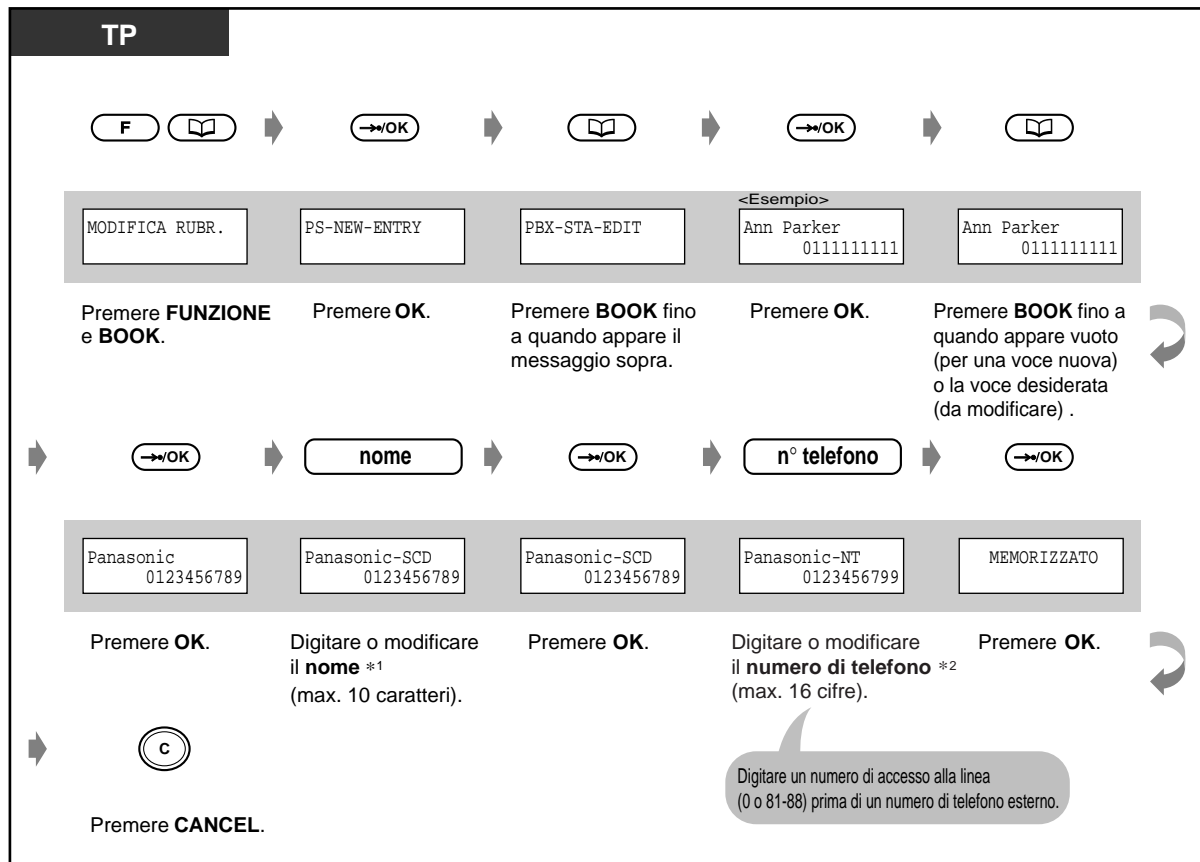 TP
F →•/OK →•/OK
<Esempio>
MODIFICA RUBR. PS-NEW-ENTRY PBX-STA-EDIT Ann Parker Ann Parker
0111111111 0111111111
Premere FUNZIONE
e BOOK.
Premere OK.
Premere BOOK fino
a quando appare il
messaggio sopra.
Premere OK.
Premere BOOK fino a
quando appare vuoto
(per una voce nuova)
o la voce desiderata
(da modificare) .
→•/OK nome →•/OK n° telefono →•/OK
Panasonic Panasonic-SCD Panasonic-SCD Panasonic-NT MEMORIZZATO
0123456789 0123456789 0123456789 0123456799
Premere OK.
Digitare o modificare
il nome *1
(max. 10 caratteri).
Premere OK.
Digitare o modificare
il numero di telefono *2
(max. 16 cifre).
Premere OK.
Digitare un numero di accesso alla linea
(0 o 81-88) prima di un numero di telefono esterno.
C
Premere CANCEL.